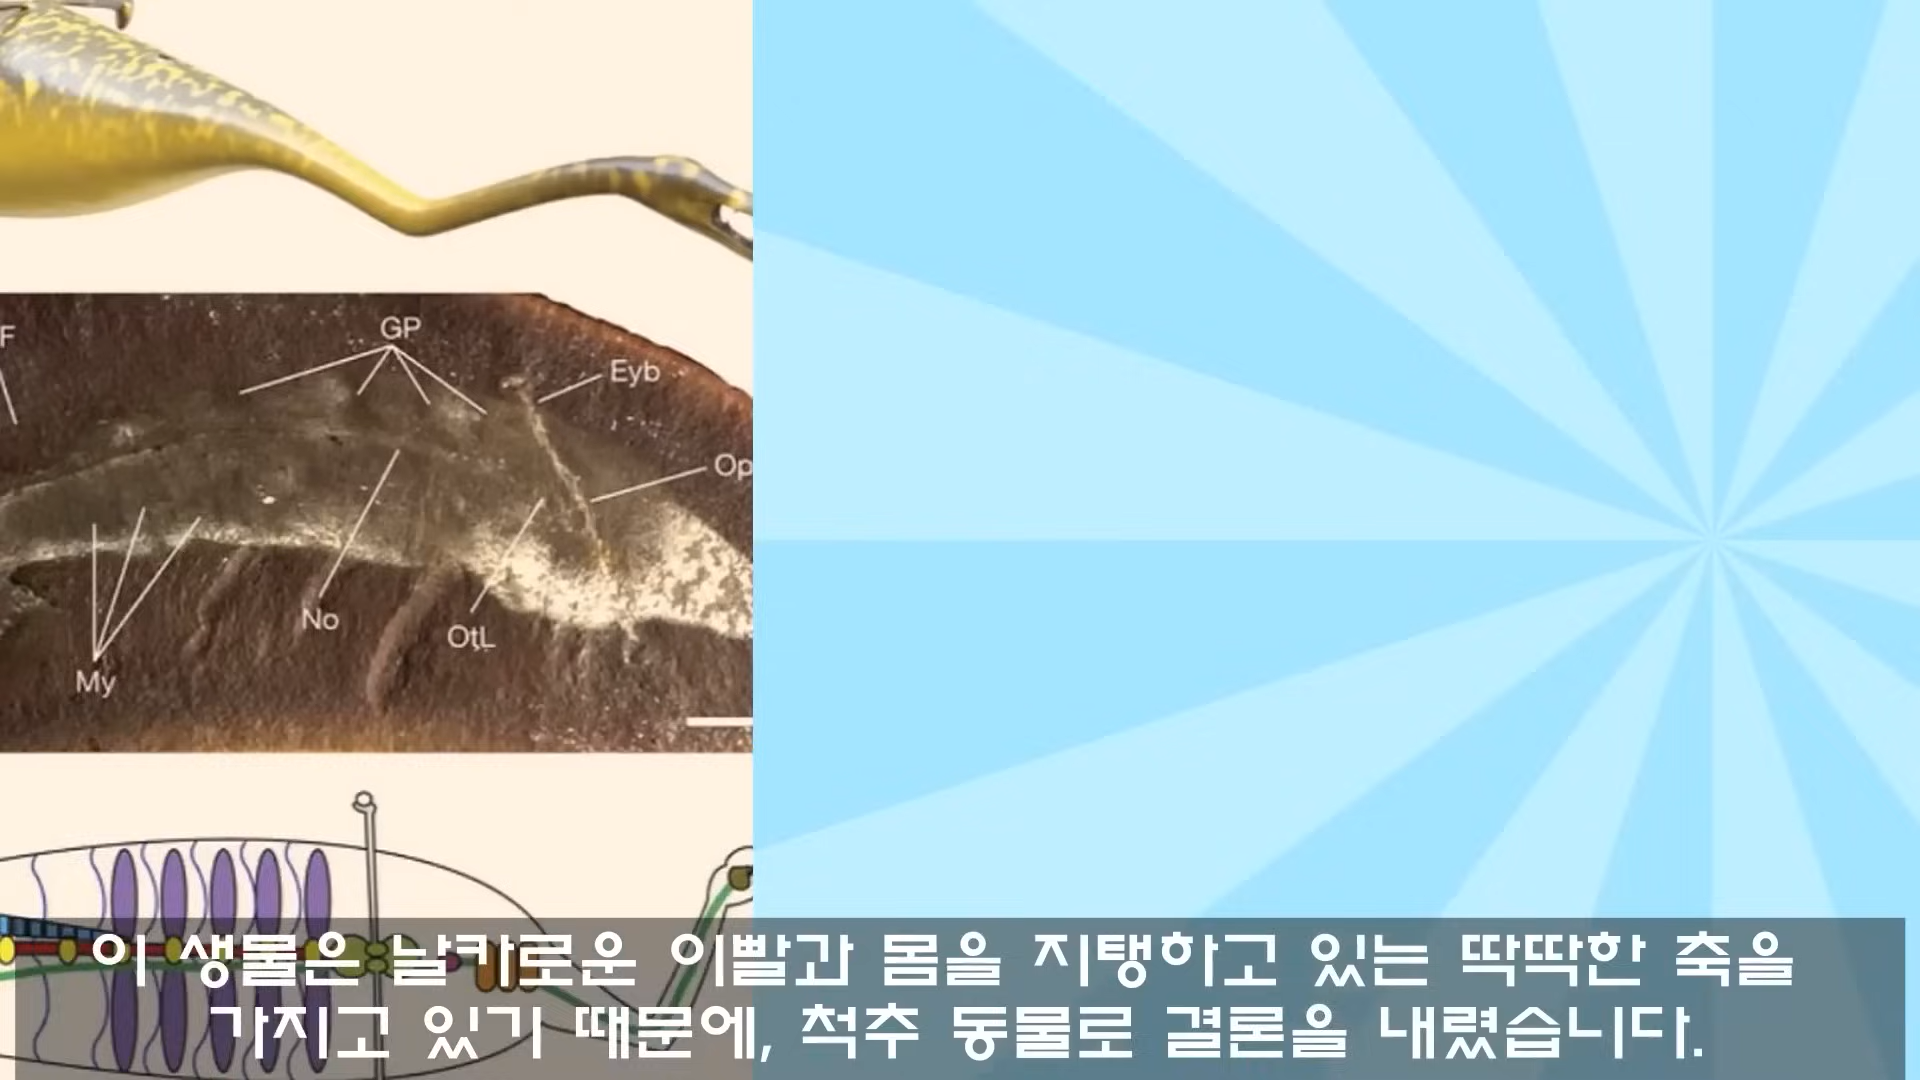 F
GP
Eyb
Op
No
OtL
My
이 생물은 날카로운 이빨과 몸을 지탱하고 있는 딱딱한 축을
가지고 있기 때문에, 척추 동물로 결론을 내렸습니다.